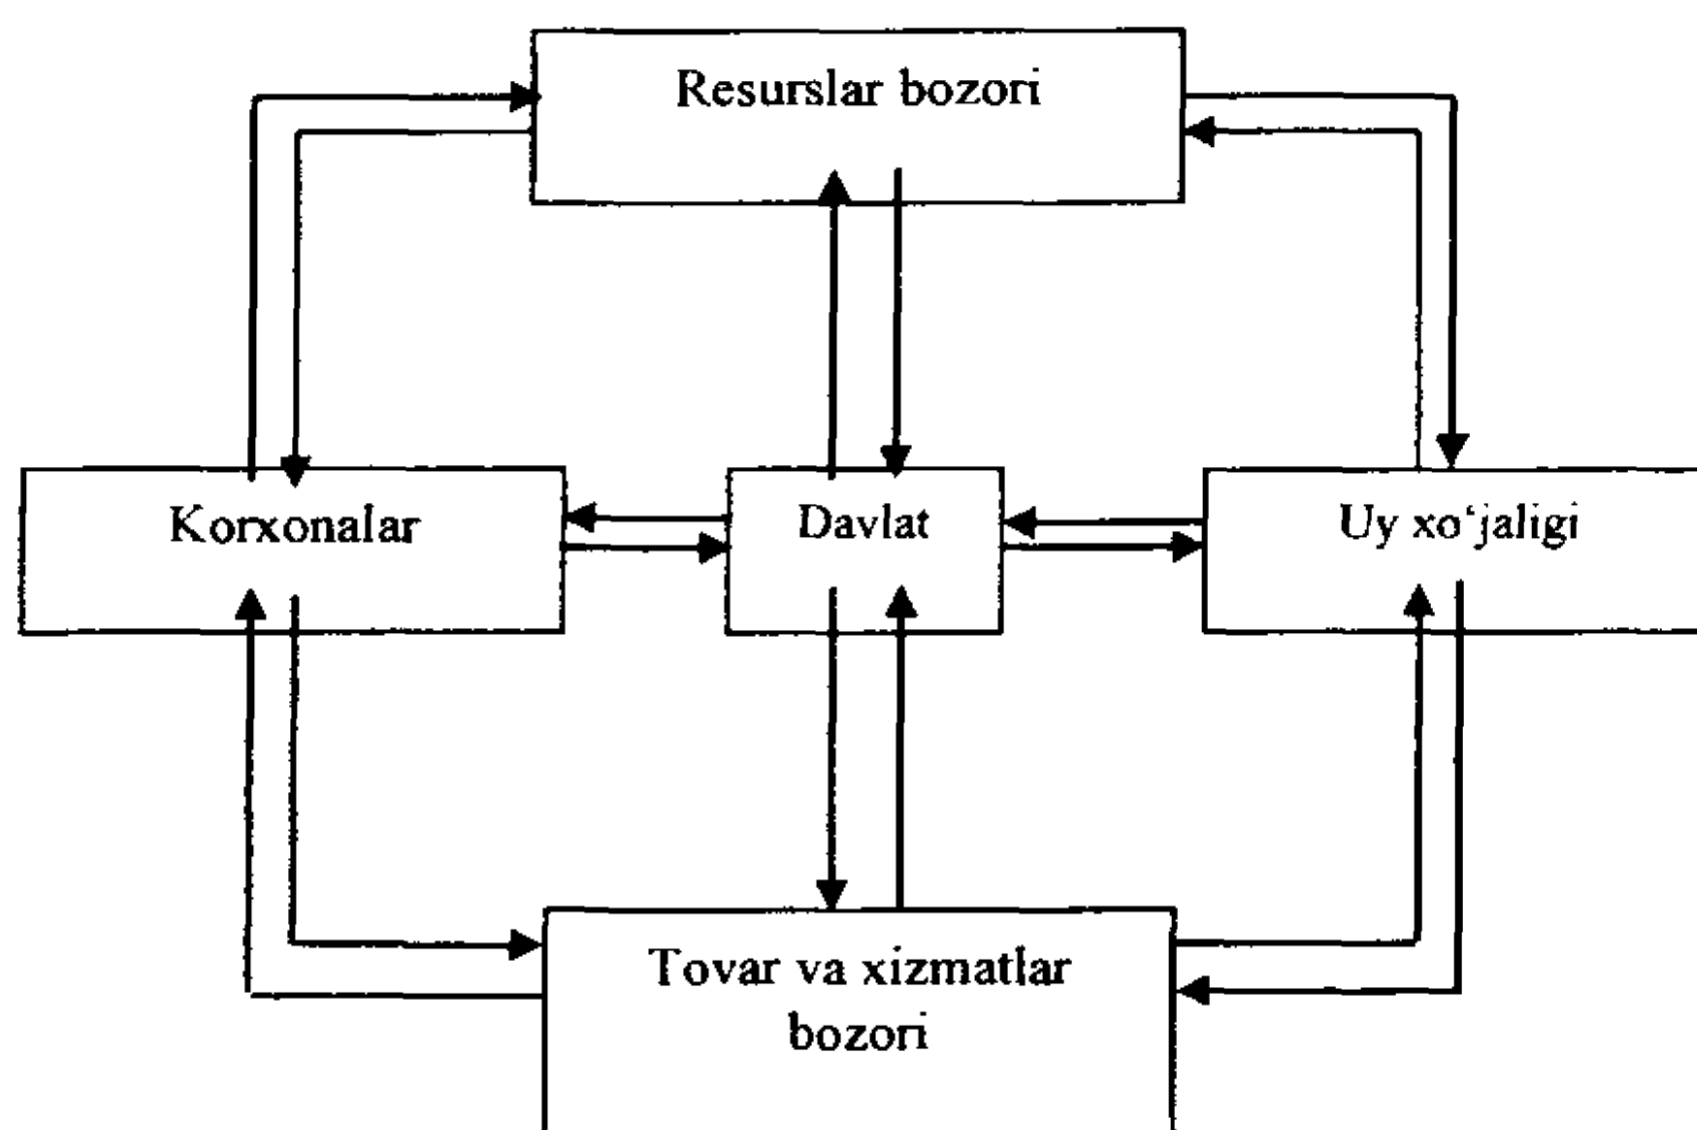 Resurslar bozori
Korxonalar
Davlat
Uy xo‘jaligi
Tovar va xizmatlar
bozori